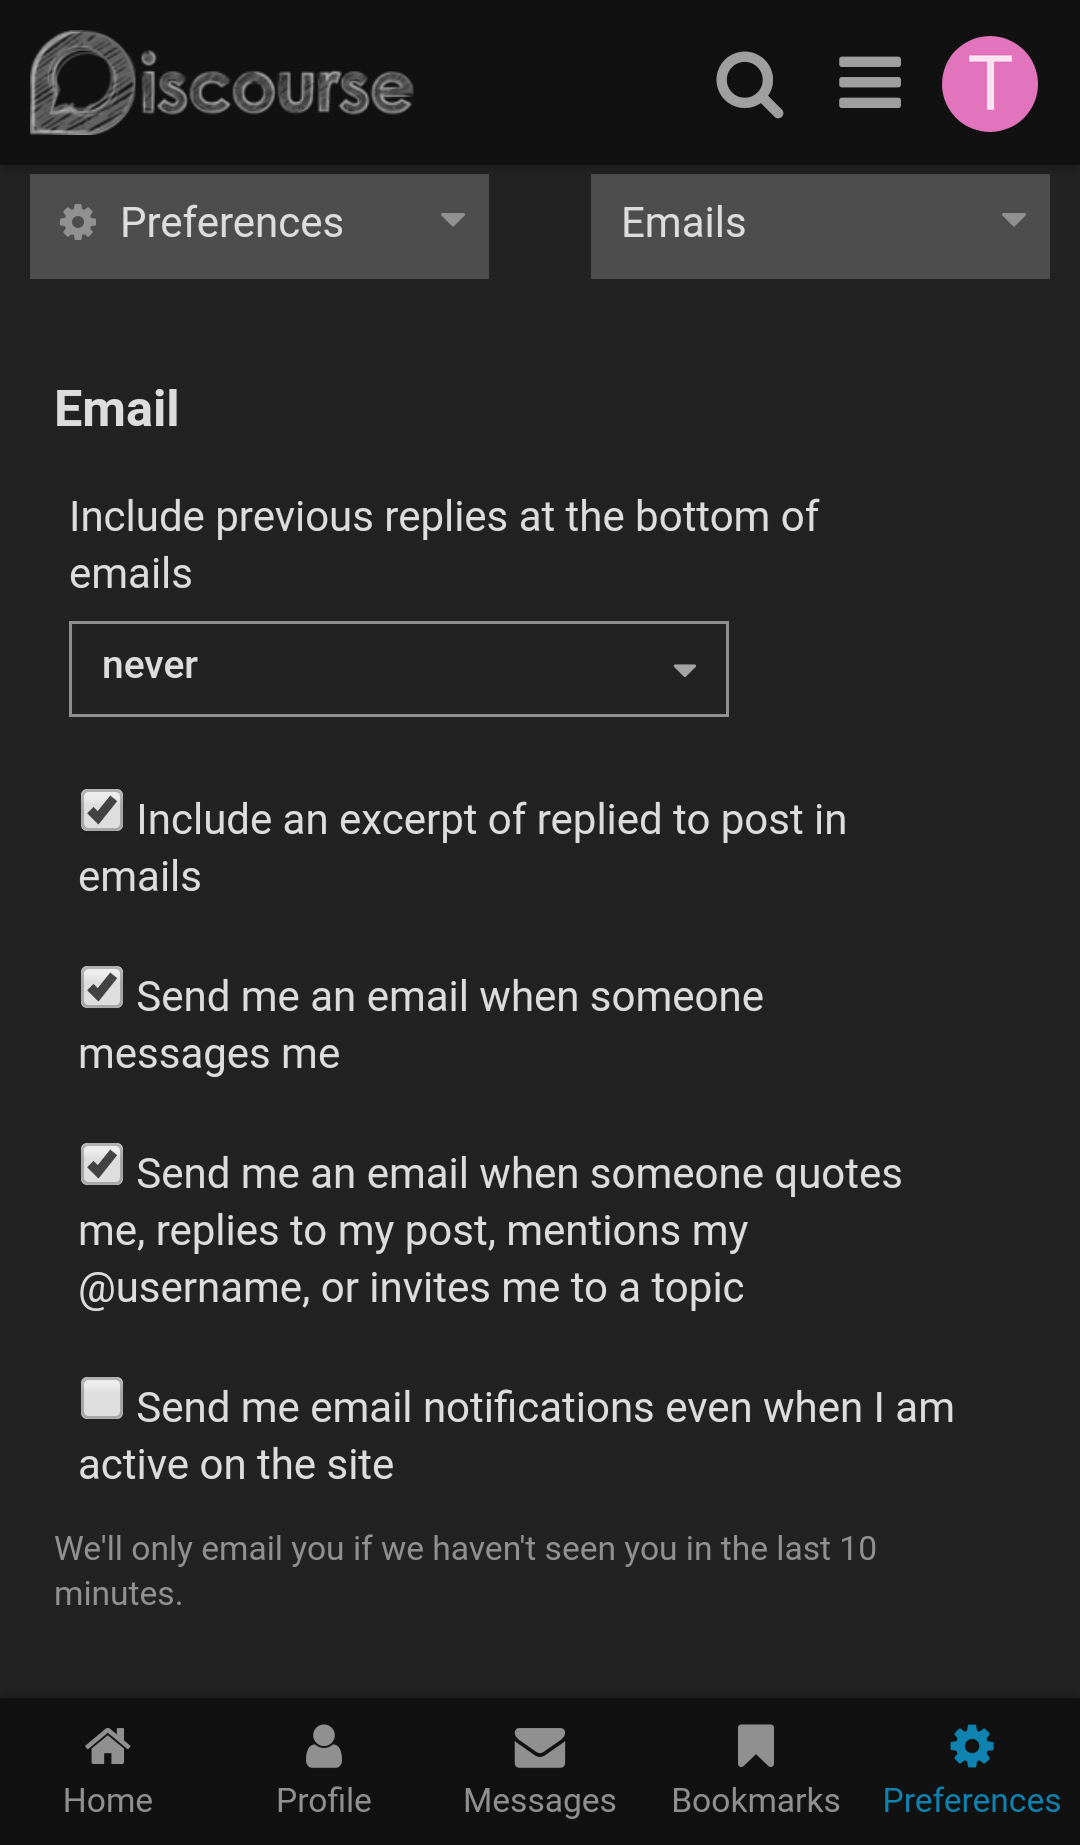 Discourse
T
Preferences
Emails
Email
Include previous replies at the bottom of
emails
never
Include an excerpt of replied to post in
emails
Send me an email when someone
messages me
Send me an email when someone quotes
me, replies to my post, mentions my
@username, or invites me to a topic
Send me email notifications even when I am
active on the site
We'll only email you if we haven't seen you in the last 10
minutes.
Home
Profile
Messages
Bookmarks
Preferences